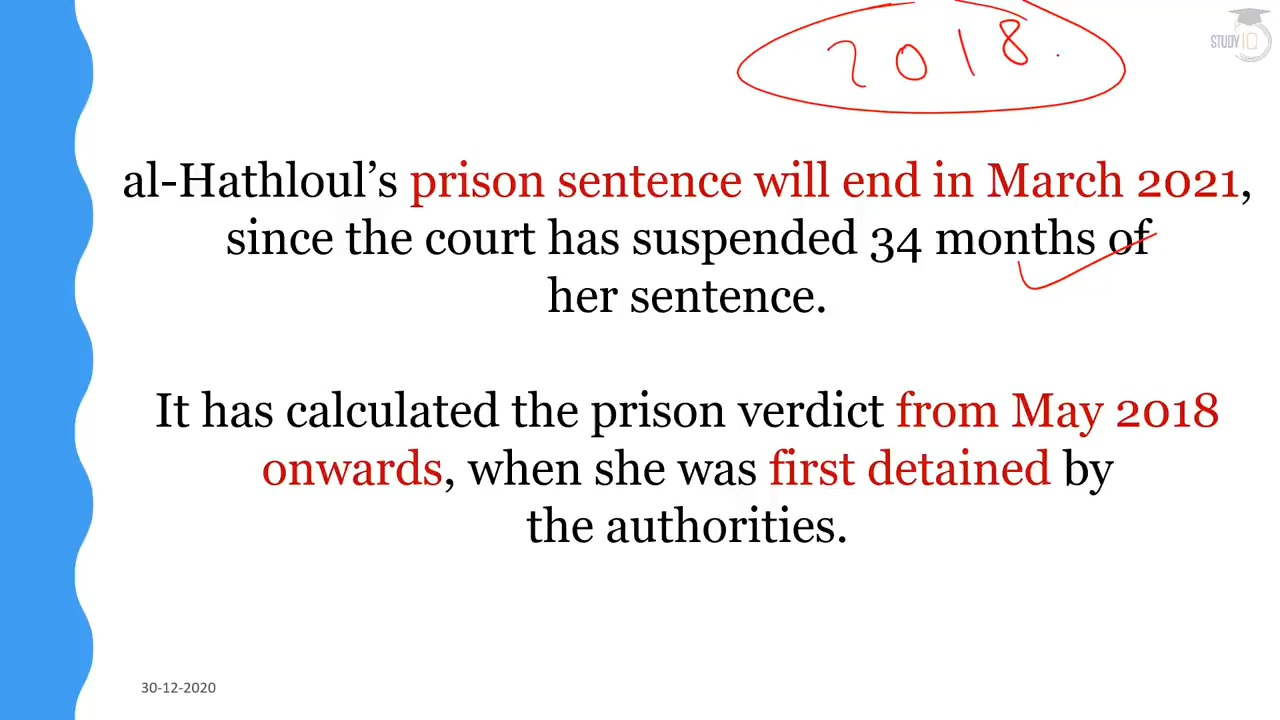 2018.
STUDY IQ
al-Hathloul’s prison sentence will end in March 2021,
since the court has suspended 34 months of
her sentence.
It has calculated the prison verdict from May 2018
onwards, when she was first detained by
the authorities.
30-12-2020